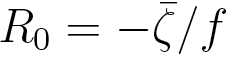 $R_0 = -\bar{\zeta}/f$